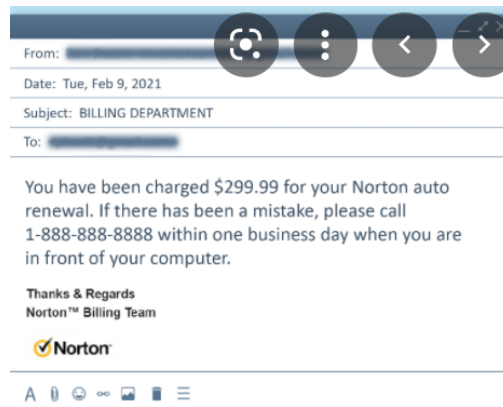 From:
Date: Tue, Feb 9, 2021
Subject: BILLING DEPARTMENT
To:
You have been charged $299.99 for your Norton auto
renewal. If there has been a mistake, please call
1-888-888-8888 within one business day when you are
in front of your computer.
Thanks & Regards
Norton™ Billing Team
Norton
A